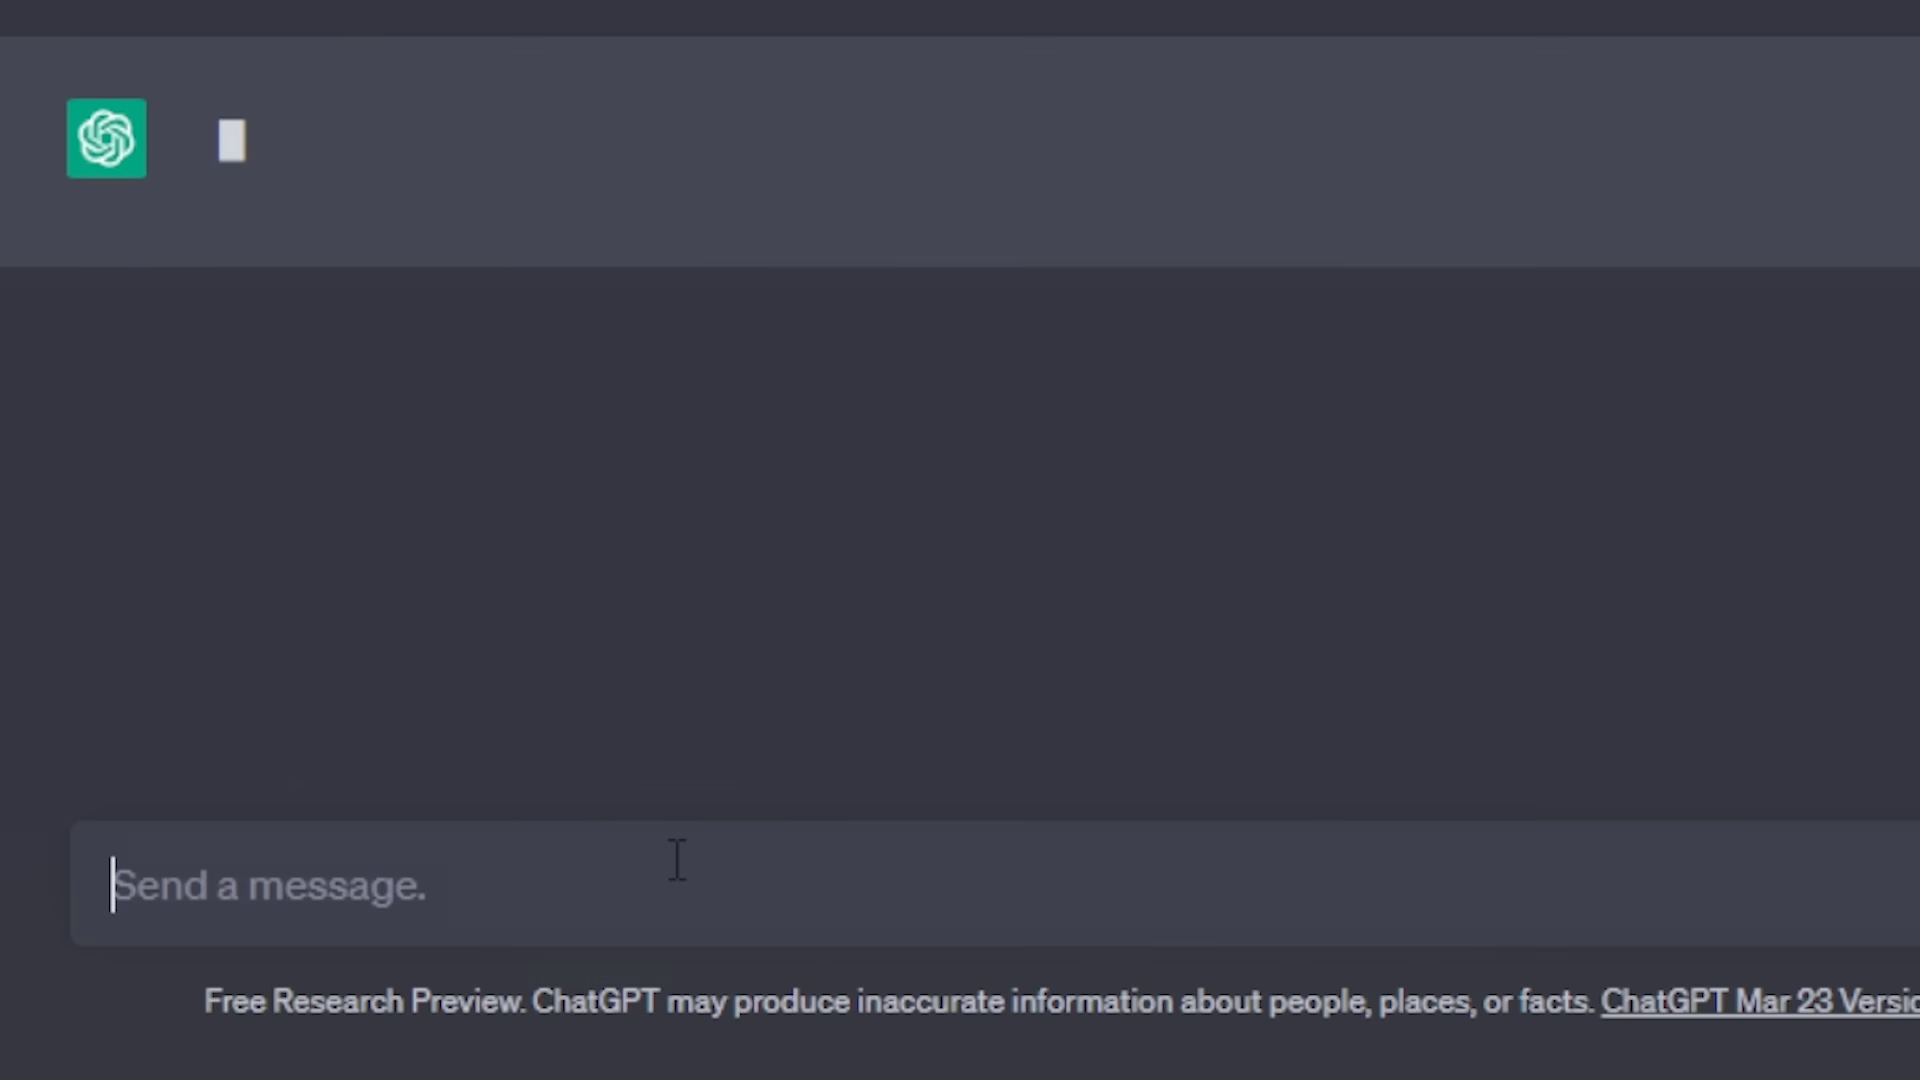 Send a message.
Free Research Preview. ChatGPT may produce inaccurate information about people, places, or facts. ChatGPT Mar 23